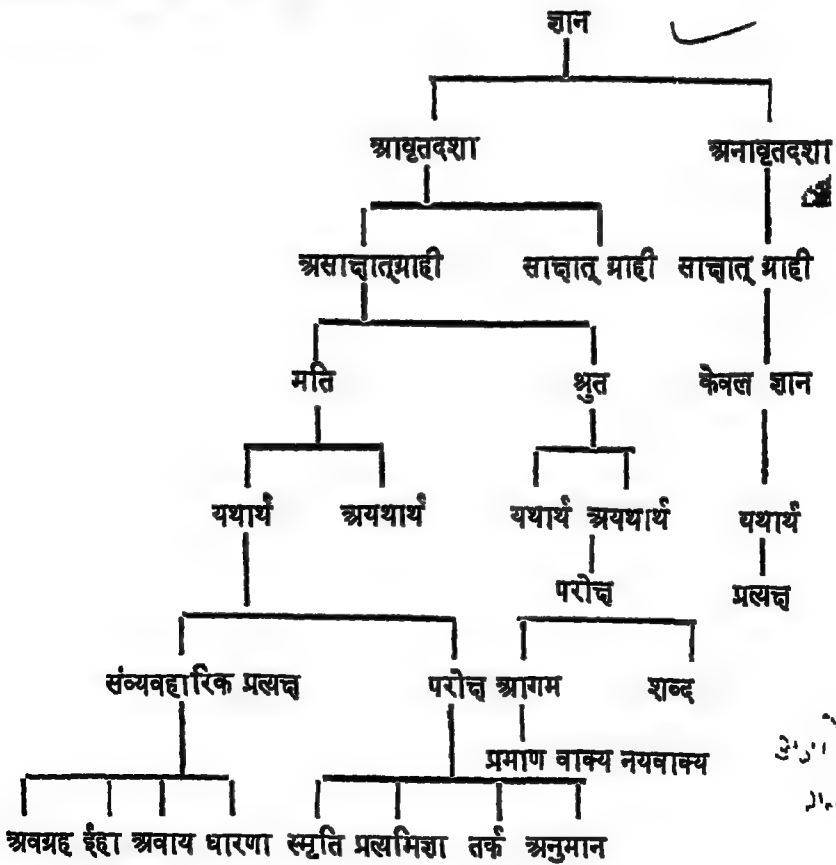 ज्ञान
आवृतदशा अनावृतदशा
असाक्षात्ग्राही साक्षात् ग्राही साक्षात् ग्राही
मति श्रुत केवल ज्ञान
यथार्थ अयथार्थ यथार्थ अयथार्थ यथार्थ
परोक्ष प्रत्यक्ष
संव्यवहारिक प्रत्यक्ष परोक्ष आगम शब्द
प्रमाण वाक्य नयवाक्य
अवग्रह ईहा अवाय धारणा स्मृति प्रत्यभिज्ञा तर्क अनुमान